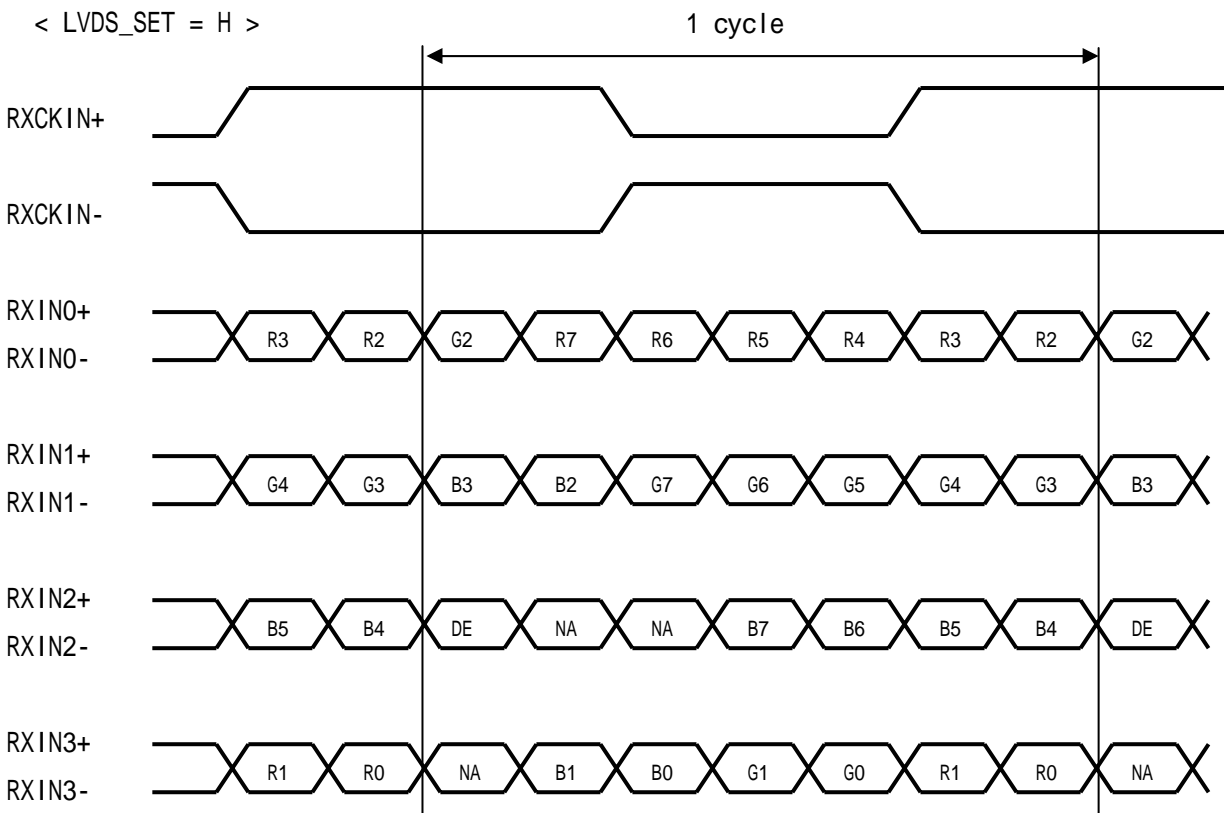 < LVDS_SET = H >
1 cycle
RXCKIN+
RXCKIN-
RXIN0+
RXIN0-
R3 R2 G2 R7 R6 R5 R4 R3 R2 G2
RXIN1+
RXIN1-
G4 G3 B3 B2 G7 G6 G5 G4 G3 B3
RXIN2+
RXIN2-
B5 B4 DE NA NA B7 B6 B5 B4 DE
RXIN3+
RXIN3-
R1 R0 NA B1 B0 G1 G0 R1 R0 NA